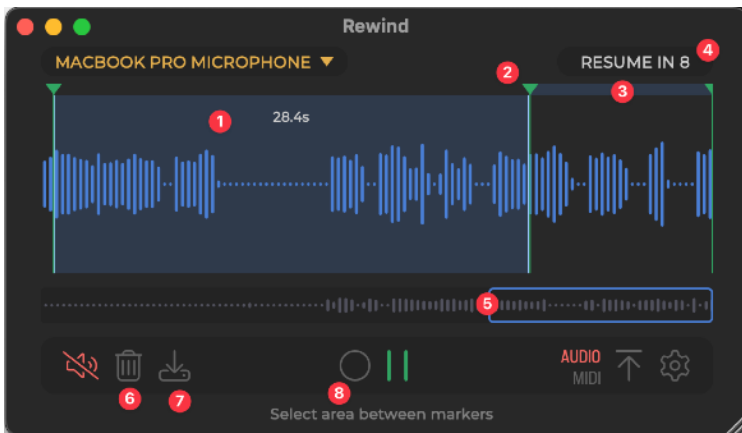 Rewind
MACBOOK PRO MICROPHONE
RESUME IN 8
4
2
3
1
28.4s
5
AUDIO
MIDI
6
7
8
Select area between markers